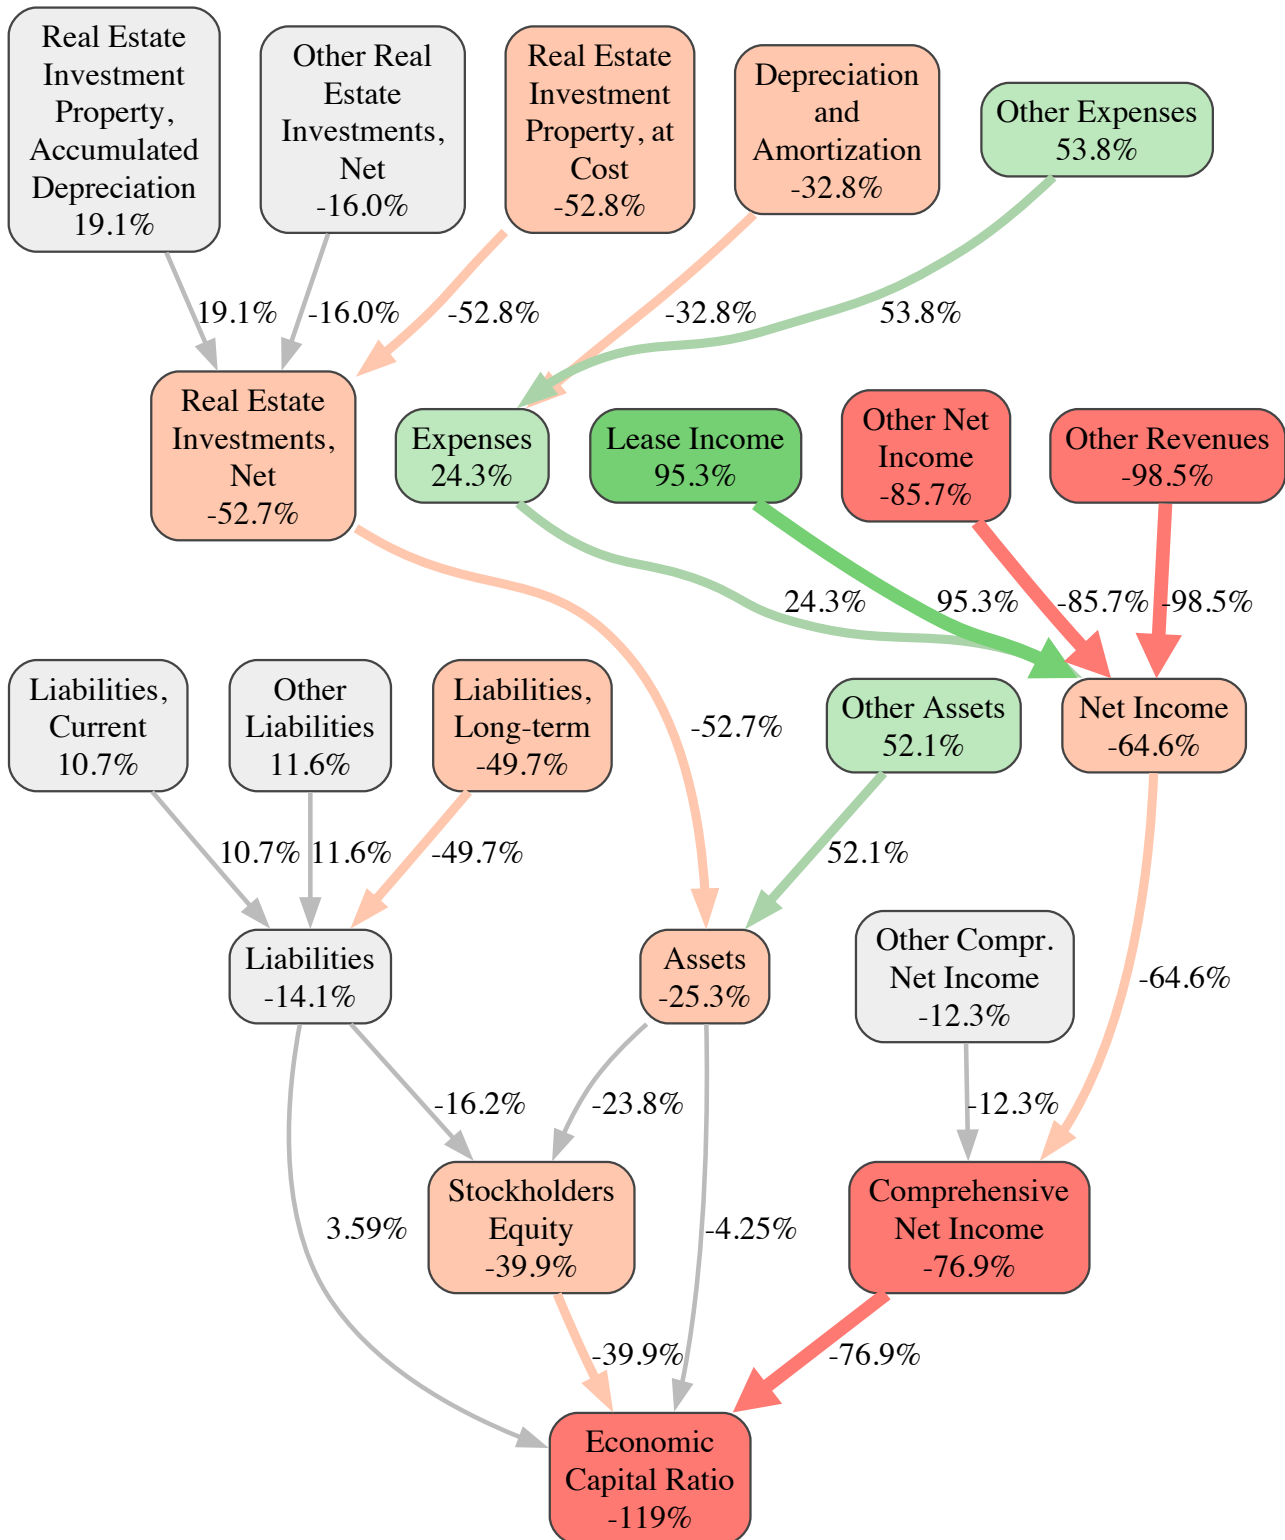 Real Estate
Investment
Property,
Accumulated
Depreciation
19.1%
Other Real
Estate
Investments,
Net
-16.0%
Real Estate
Investment
Property, at
Cost
-52.8%
Depreciation
and
Amortization
-32.8%
Other Expenses
53.8%
19.1%
-16.0%
-52.8%
-32.8%
53.8%
Real Estate
Investments,
Net
-52.7%
Expenses
24.3%
Lease Income
95.3%
Other Net
Income
-85.7%
Other Revenues
-98.5%
24.3%
95.3%
-85.7%
-98.5%
Liabilities,
Current
10.7%
Other
Liabilities
11.6%
Liabilities,
Long-term
-49.7%
-52.7%
Other Assets
52.1%
Net Income
-64.6%
10.7%
11.6%
-49.7%
52.1%
Liabilities
-14.1%
Assets
-25.3%
Other Compr.
Net Income
-12.3%
-64.6%
-16.2%
-23.8%
-12.3%
Stockholders
Equity
-39.9%
Comprehensive
Net Income
-76.9%
3.59%
-4.25%
-39.9%
-76.9%
Economic
Capital Ratio
-119%